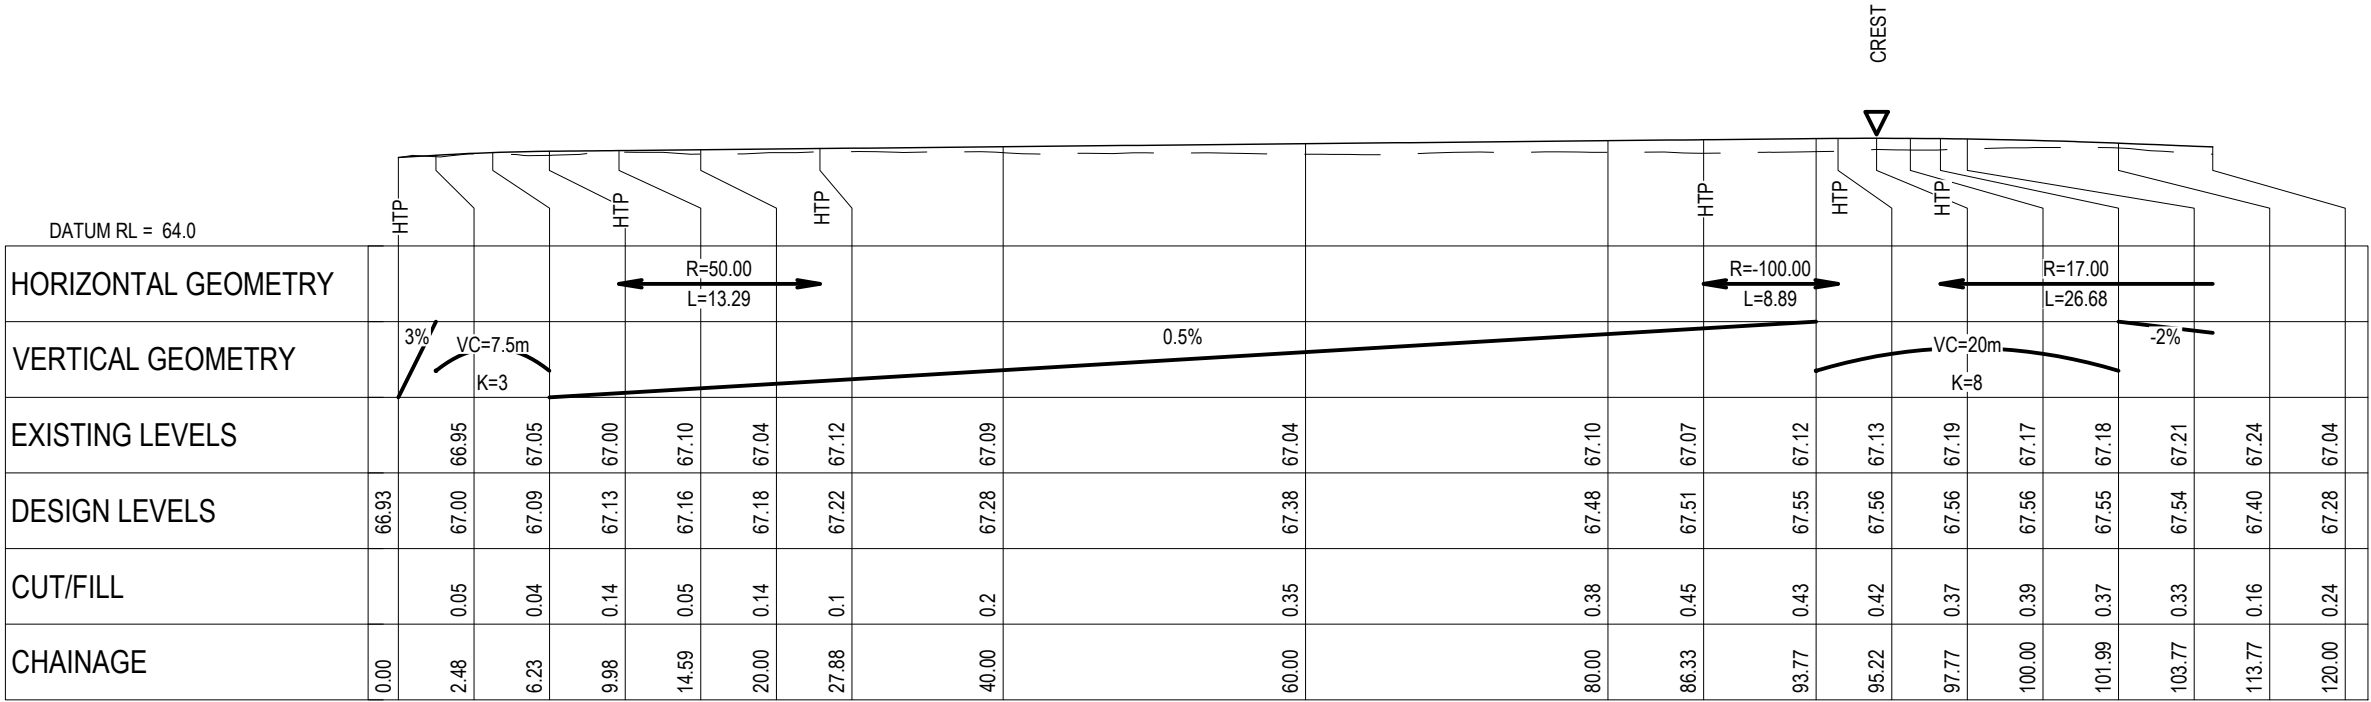 CREST
HTP
HTP
HTP
HTP
HTP
HTP
DATUM RL = 64.0
HORIZONTAL GEOMETRY
R=50.00
L=13.29
R=-100.00
L=8.89
R=17.00
L=26.68
VERTICAL GEOMETRY
3%
VC=7.5m
K=3
0.5%
VC=20m
K=8
-2%
EXISTING LEVELS 66.95 67.05 67.00 67.10 67.04 67.12 67.09 67.04 67.10 67.07 67.12 67.13 67.19 67.17 67.18 67.21 67.24 67.04
DESIGN LEVELS 66.93 67.00 67.09 67.13 67.16 67.18 67.22 67.28 67.38 67.48 67.51 67.55 67.56 67.56 67.56 67.55 67.54 67.40 67.28
CUT/FILL 0.05 0.04 0.14 0.05 0.14 0.1 0.2 0.35 0.38 0.45 0.43 0.42 0.37 0.39 0.37 0.33 0.16 0.24
CHAINAGE 0.00 2.48 6.23 9.98 14.59 20.00 27.88 40.00 60.00 80.00 86.33 93.77 95.22 97.77 100.00 101.99 103.77 113.77 120.00